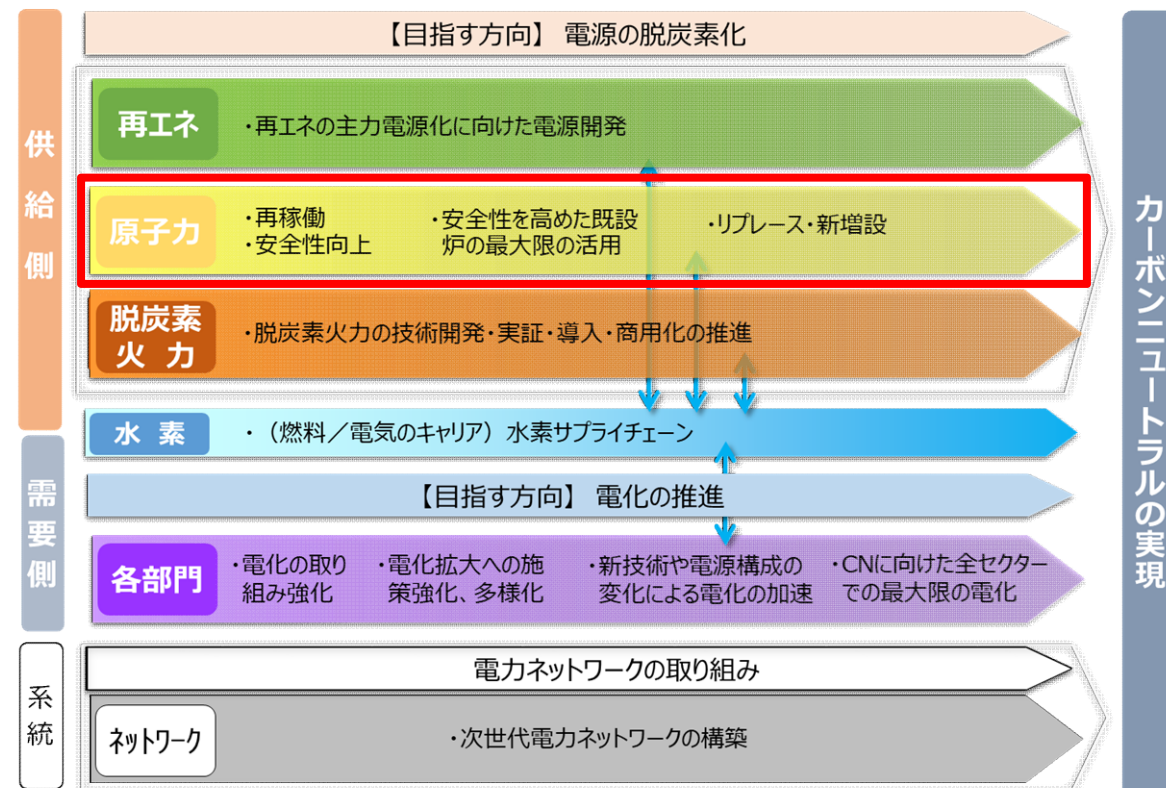 供給側
【目指す方向】 電源の脱炭素化
再エネ
・再エネの主力電源化に向けた電源開発
原子力
・再稼働
・安全性向上
・安全性を高めた既設
炉の最大限の活用
・リプレース・新増設
脱炭素
火 力
・脱炭素火力の技術開発・実証・導入・商用化の推進
水 素
・（燃料／電気のキャリア）水素サプライチェーン
需要側
【目指す方向】 電化の推進
各部門
・電化の取り
組み強化
・電化拡大への施
策強化、多様化
・新技術や電源構成の
変化による電化の加速
・CNに向けた全セクター
での最大限の電化
系統
電力ネットワークの取り組み
ネットワーク
・次世代電力ネットワークの構築
カーボンニュートラルの実現